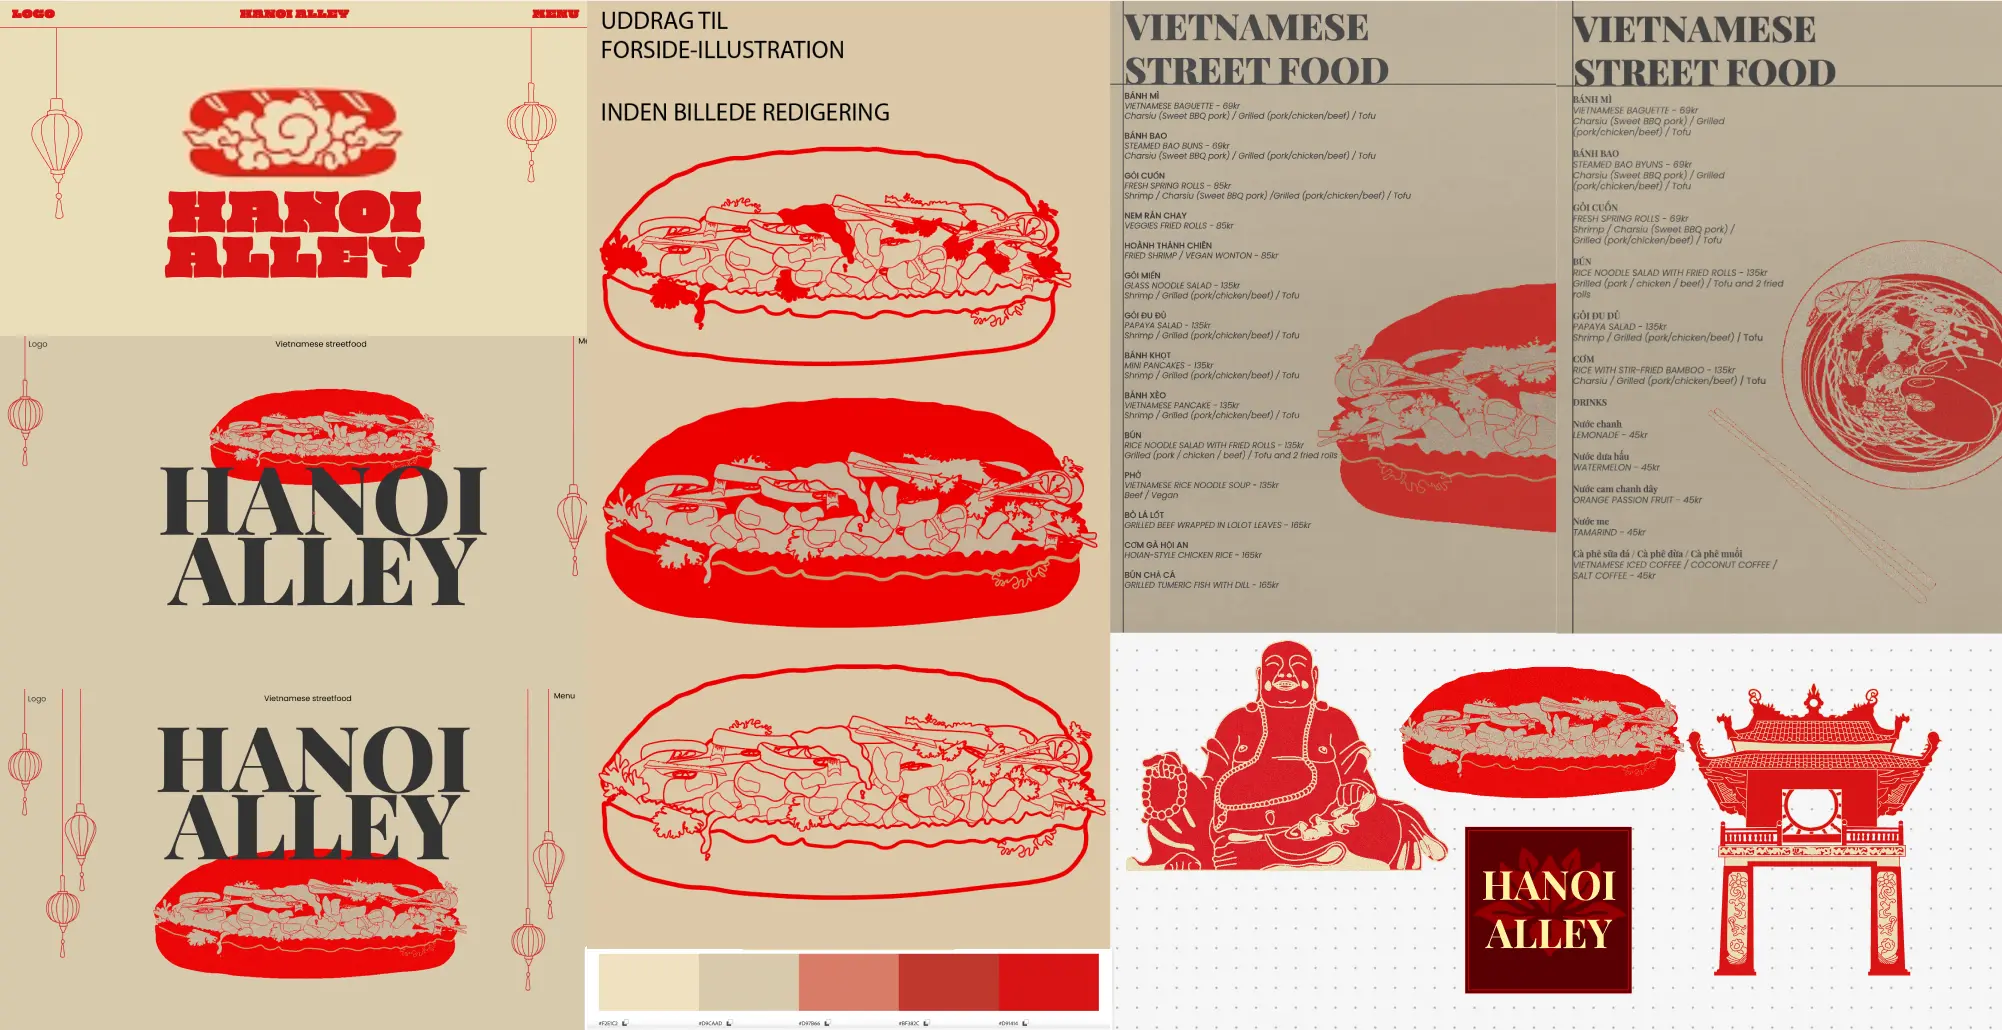 LOGO
HANOI ALLEY
MENU
HANOI
ALLEY
Logo
Vietnamese streetfood
HANOI
ALLEY
Logo
Vietnamese streetfood
Menu
HANOI
ALLEY
UDDRAG TIL
FORSIDE-ILLUSTRATION
INDEN BILLEDE REDIGERING
#D9CAAD
#D97B66
#D91414
VIETNAMESE
STREET FOOD
BÁNH MÌ
VIETNAMESE BAGUETTE - 69kr
Charsiu (Sweet BBQ pork) / Grilled (pork/chicken/beef) / Tofu
BÁNH BAO
STEAMED BAO BUNS - 69kr
Charsiu (Sweet BBQ pork) / Grilled (pork/chicken/beef) / Tofu
GỎI CUỐN
FRESH SPRING ROLLS - 85kr
Shrimp / Charsiu (Sweet BBQ pork) /Grilled (pork/chicken/beef) / Tofu
NEM RÁN CHAY
VEGGIES FRIED ROLLS - 85kr
HOÀNH THÁNH CHIÊN
FRIED SHRIMP / VEGAN WONTON - 85kr
GỎI MIẾN
GLASS NOODLE SALAD - 135kr
Shrimp / Grilled (pork/chicken/beef) / Tofu
GỎI ĐU ĐỦ
PAPAYA SALAD - 135kr
Shrimp / Grilled (pork/chicken/beef) / Tofu
BÁNH KHỌT
MINI PANCAKES - 135kr
Shrimp / Grilled (pork/chicken/beef) / Tofu
BÁNH XÈO
VIETNAMESE PANCAKE - 135kr
Shrimp / Grilled (pork/chicken/beef) / Tofu
BÚN
RICE NOODLE SALAD WITH FRIED ROLLS - 135kr
Grilled (pork / chicken / beef) / Tofu and 2 fried rolls
PHỞ
VIETNAMESE RICE NOODLE SOUP - 135kr
Beef / Vegan
BÒ LÁ LỐT
GRILLED BEEF WRAPPED IN LOLOT LEAVES - 165kr
CƠM GÀ HỘI AN
HOIAN-STYLE CHICKEN RICE - 165kr
BÚN CHẢ CÁ
GRILLED TUMERIC FISH WITH DILL - 165kr
VIETNAMESE
STREET FOOD
BÁNH MÌ
VIETNAMESE BAGUETTE - 69kr
Charsiu (Sweet BBQ pork) / Grilled
(pork/chicken/beef) / Tofu
BÁNH BAO
STEAMED BAO BYUNS - 69kr
Charsiu (Sweet BBQ pork) / Grilled
(pork/chicken/beef) / Tofu
GỎI CUỐN
FRESH SPRING ROLLS - 69kr
Shrimp / Charsiu (Sweet BBQ pork) /
Grilled (pork/chicken/beef) / Tofu
BÚN
RICE NOODLE SALAD WITH FRIED ROLLS - 135kr
Grilled (pork / chicken / beef) / Tofu and 2 fried
rolls
GỎI ĐU ĐỦ
PAPAYA SALAD - 135kr
Shrimp / Grilled (pork/chicken/beef) / Tofu
CƠM
RICE WITH STIR-FRIED BAMBOO - 135kr
Charsiu / Grilled (pork/chicken/beef) / Tofu
DRINKS
Nước chanh
LEMONADE - 45kr
Nước dưa hấu
WATERMELON - 45kr
Nước cam chanh dây
ORANGE PASSION FRUIT - 45kr
Nước me
TAMARIND - 45kr
Cà phê sữa đá / Cà phê dừa / Cà phê muối
VIETNAMESE ICED COFFEE / COCONUT COFFEE /
SALT COFFEE - 45kr
HANOI
ALLEY